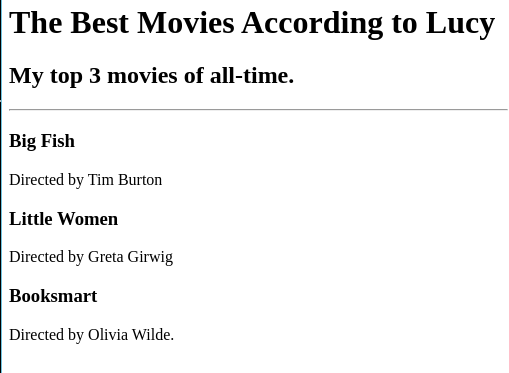 The Best Movies According to Lucy
My top 3 movies of all-time.
Big Fish
Directed by Tim Burton
Little Women
Directed by Greta Girwig
Booksmart
Directed by Olivia Wilde.